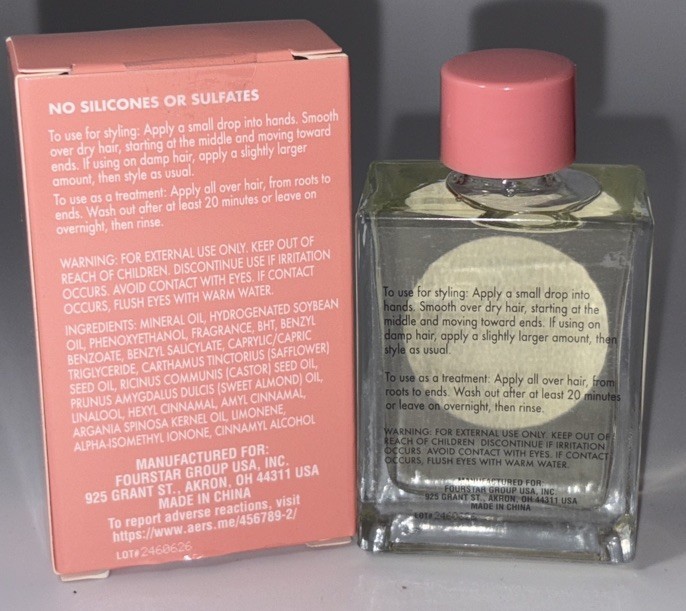 NO SILICONES OR SULFATES
To use for styling: Apply a small drop into hands. Smooth
over dry hair, starting at the middle and moving toward
ends. If using on damp hair, apply a slightly larger
amount, then style as usual.
To use as a treatment: Apply all over hair, from roots to
ends. Wash out after at least 20 minutes or leave on
overnight, then rinse.
WARNING: FOR EXTERNAL USE ONLY. KEEP OUT OF
REACH OF CHILDREN. DISCONTINUE USE IF IRRITATION
OCCURS. AVOID CONTACT WITH EYES. IF CONTACT
OCCURS, FLUSH EYES WITH WARM WATER.
INGREDIENTS: MINERAL OIL, HYDROGENATED SOYBEAN
OIL, PHENOXYETHANOL, FRAGRANCE, BHT, BENZYL
BENZOATE, BENZYL SALICYLATE, CAPRYLIC/CAPRIC
TRIGLYCERIDE, CARTHAMUS TINCTORIUS (SAFFLOWER)
SEED OIL, RICINUS COMMUNIS (CASTOR) SEED OIL,
PRUNUS AMYGDALUS DULCIS (SWEET ALMOND) OIL,
LINALOOL, HEXYL CINNAMAL, AMYL CINNAMAL,
ARGANIA SPINOSA KERNEL OIL, LIMONENE,
ALPHA-ISOMETHYL IONONE, CINNAMYL ALCOHOL
MANUFACTURED FOR:
FOURSTAR GROUP USA, INC.
925 GRANT ST., AKRON, OH 44311 USA
MADE IN CHINA
To report adverse reactions, visit
https://www.aers.me/456789-2/
LOT#2460626
To use for styling: Apply a small drop into
hands. Smooth over dry hair, starting at the
middle and moving toward ends. If using on
damp hair, apply a slightly larger amount, then
style as usual.
To use as a treatment: Apply all over hair, from
roots to ends. Wash out after at least 20 minutes
or leave on overnight, then rinse.
WARNING: FOR EXTERNAL USE ONLY. KEEP OUT OF
REACH OF CHILDREN. DISCONTINUE IF IRRITATION
OCCURS. AVOID CONTACT WITH EYES. IF CONTACT
OCCURS, FLUSH EYES WITH WARM WATER.
MANUFACTURED FOR:
FOURSTAR GROUP USA, INC
925 GRANT ST., AKRON, OH 44311 USA
MADE IN CHINA
LOT#